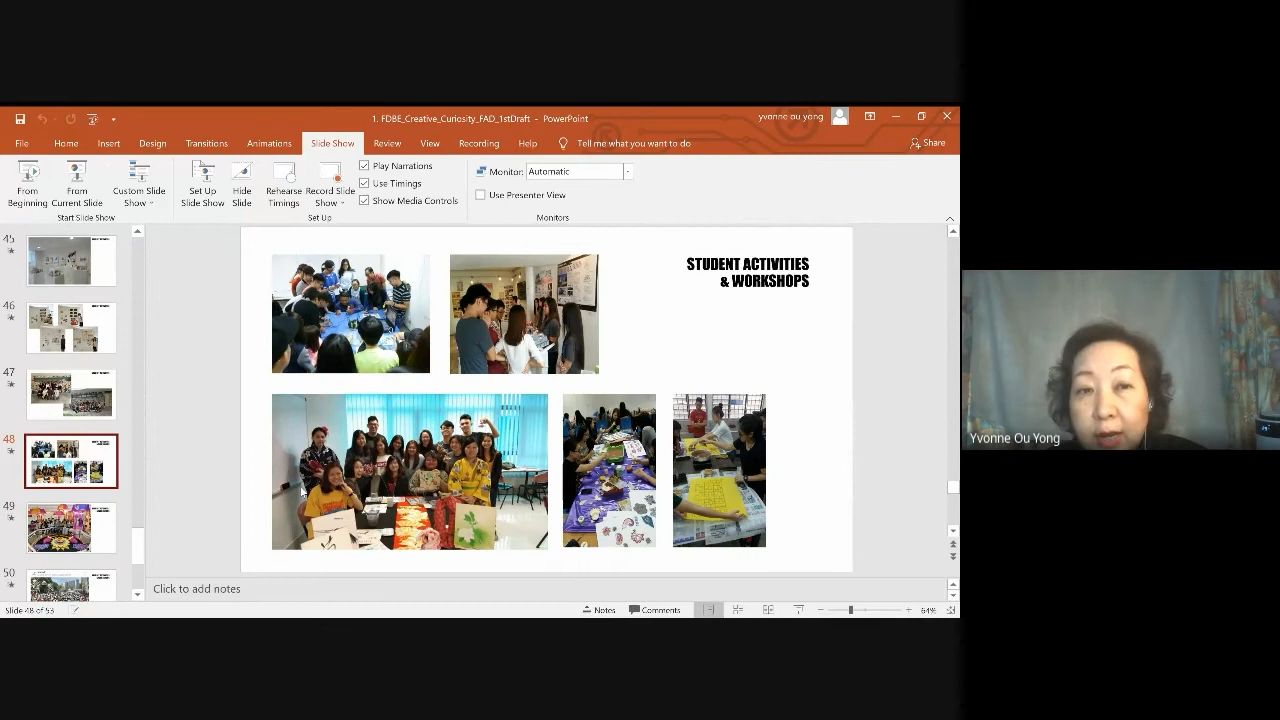 1. FDBE_Creative_Curiosity_FAD_1stDraft - PowerPoint
yvonne ou yong
File Home Insert Design Transitions Animations Slide Show Review View Recording Help Tell me what you want to do
Share
From Beginning
From Current Slide
Custom Slide Show
Start Slide Show
Set Up Slide Show
Hide Slide
Rehearse Timings
Record Slide Show
Play Narrations
Use Timings
Show Media Controls
Set Up
Monitor: Automatic
Use Presenter View
Monitors
45
46
47
48
49
50
STUDENT ACTIVITIES
& WORKSHOPS
Click to add notes
Slide 48 of 53
Notes Comments 64%
Yvonne Ou Yong